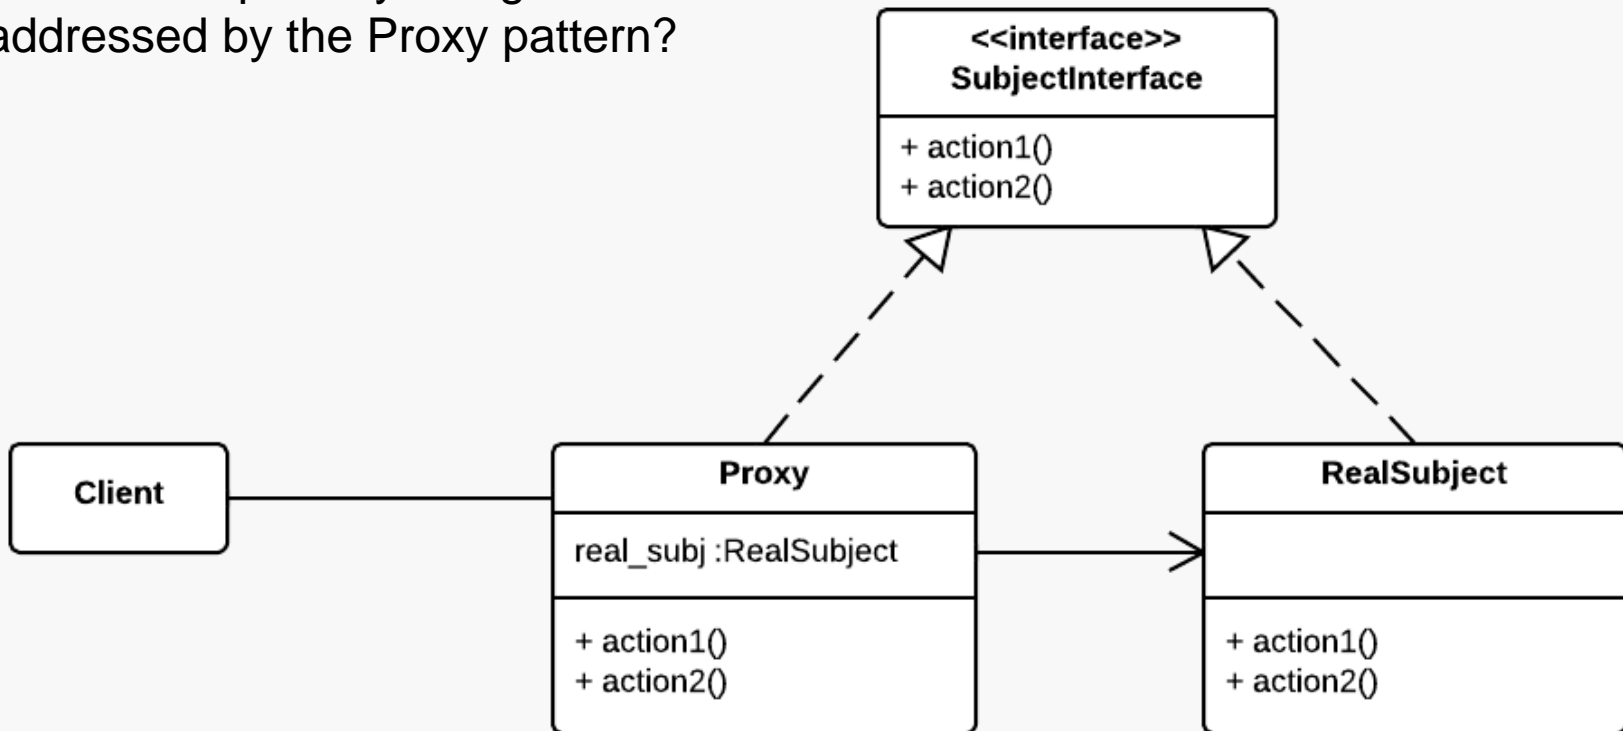 addressed by the Proxy pattern?
<<interface>>
SubjectInterface
+ action1()
+ action2()
Client
Proxy
real_subj :RealSubject
+ action1()
+ action2()
RealSubject
+ action1()
+ action2()